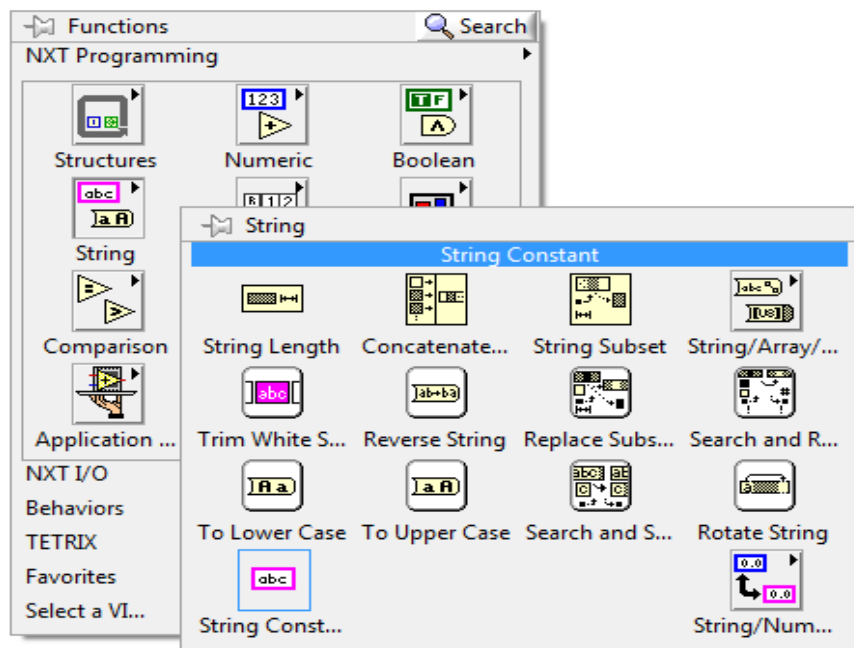 Functions Search
NXT Programming
Structures Numeric Boolean
String
String
String Constant
Comparison
String Length Concatenate... String Subset String/Array/...
Application ...
Trim White S... Reverse String Replace Subs... Search and R...
NXT I/O
Behaviors
To Lower Case To Upper Case Search and S... Rotate String
TETRIX
Favorites
Select a VI...
String Const... String/Num...